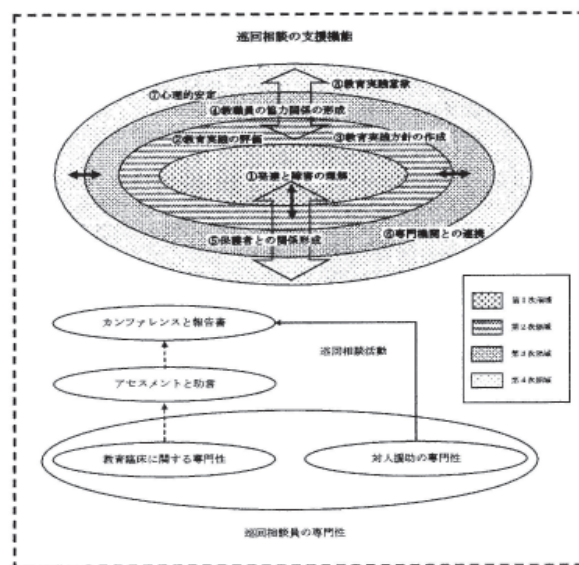 巡回相談の支援機能
⑦心理的安定
⑧教育実践意欲
④教職員の協力関係の形成
②教育実践の評価
③教育実践方針の作成
①発達と障害の理解
⑤保護者との関係形成
⑥専門機関との連携
第1次領域
第2次領域
第3次領域
第4次領域
カンファレンスと報告書
巡回相談活動
アセスメントと助言
教育臨床に関する専門性
対人援助の専門性
巡回相談員の専門性